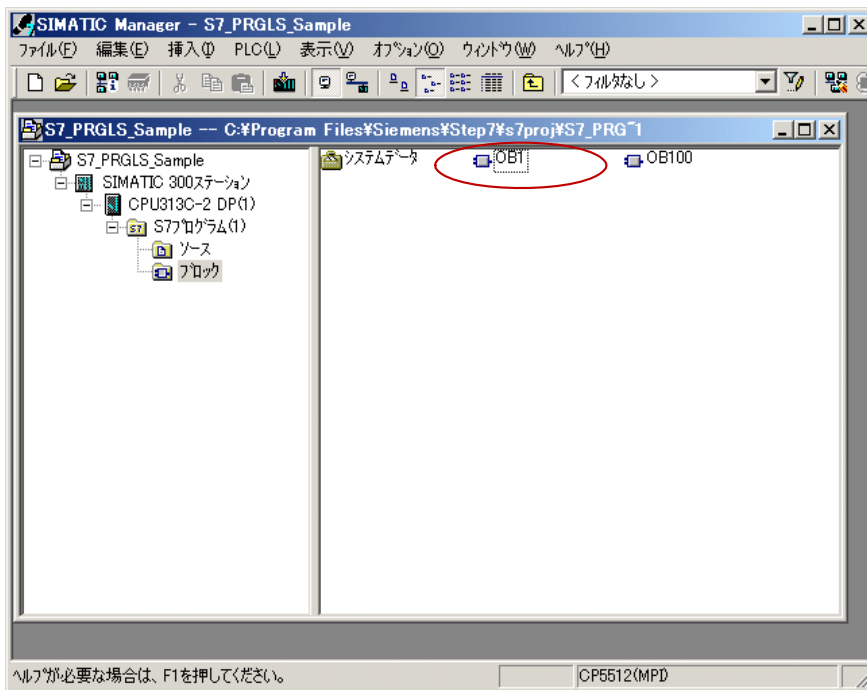 SIMATIC Manager - S7_PRGLS_Sample
ﾌｧｲﾙ(F) 編集(E) 挿入(I) PLC(L) 表示(V) ｵﾌﾟｼｮﾝ(O) ｳｨﾝﾄﾞｳ(W) ﾍﾙﾌﾟ(H)
< ﾌｨﾙﾀなし >
S7_PRGLS_Sample -- C:¥Program Files¥Siemens¥Step7¥s7proj¥S7_PRG~1
S7_PRGLS_Sample
SIMATIC 300ｽﾃｰｼｮﾝ
CPU313C-2 DP(1)
S7ﾌﾟﾛｸﾞﾗﾑ(1)
ｿｰｽ
ﾌﾞﾛｯｸ
ｼｽﾃﾑﾃﾞｰﾀ OB1 OB100
ﾍﾙﾌﾟが必要な場合は、F1を押してください。 CP5512(MPI)